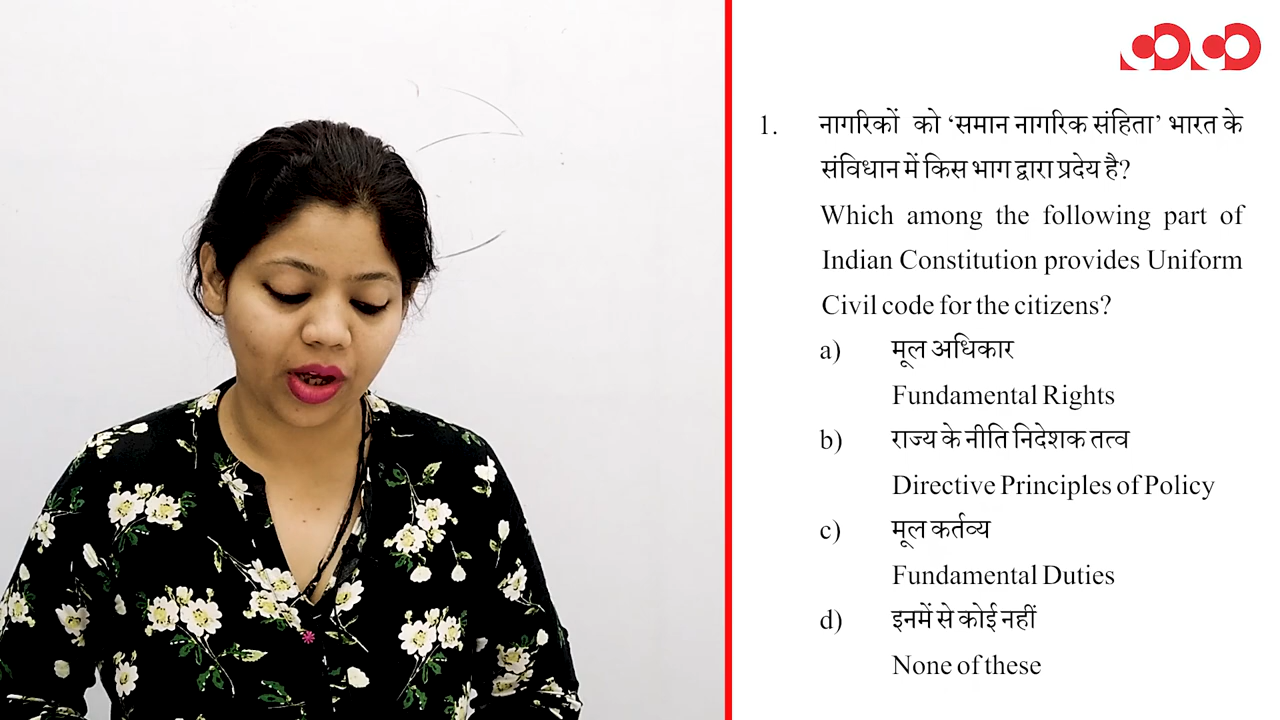 1. नागरिकों को ‘समान नागरिक संहिता’ भारत के
संविधान में किस भाग द्वारा प्रदेय है?
Which among the following part of
Indian Constitution provides Uniform
Civil code for the citizens?
a) मूल अधिकार
Fundamental Rights
b) राज्य के नीति निदेशक तत्व
Directive Principles of Policy
c) मूल कर्तव्य
Fundamental Duties
d) इनमें से कोई नहीं
None of these